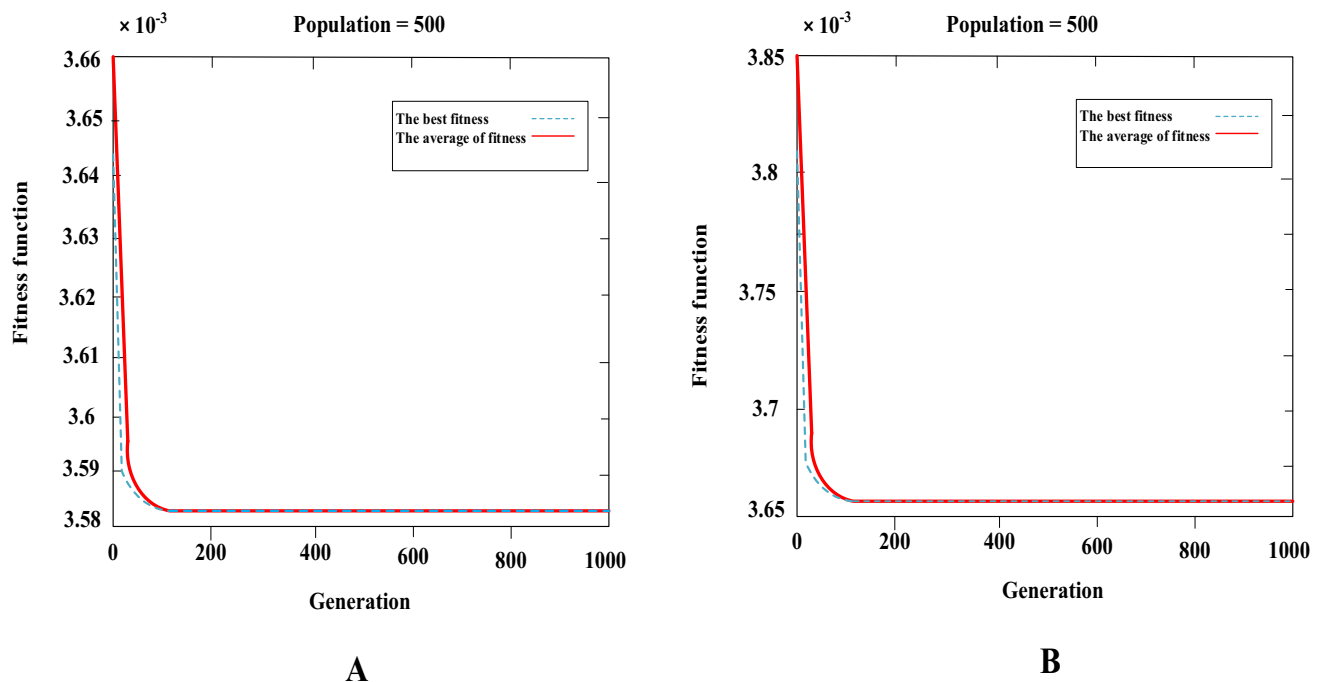 × 10-3
Population = 500
3.66
3.65
3.64
3.63
3.62
3.61
3.6
3.59
3.58
Fitness function
The best fitness
The average of fitness
0
200
400
600
800
1000
Generation
A
× 10-3
Population = 500
3.85
3.8
3.75
3.7
3.65
Fitness function
The best fitness
The average of fitness
0
200
400
600
800
1000
Generation
B